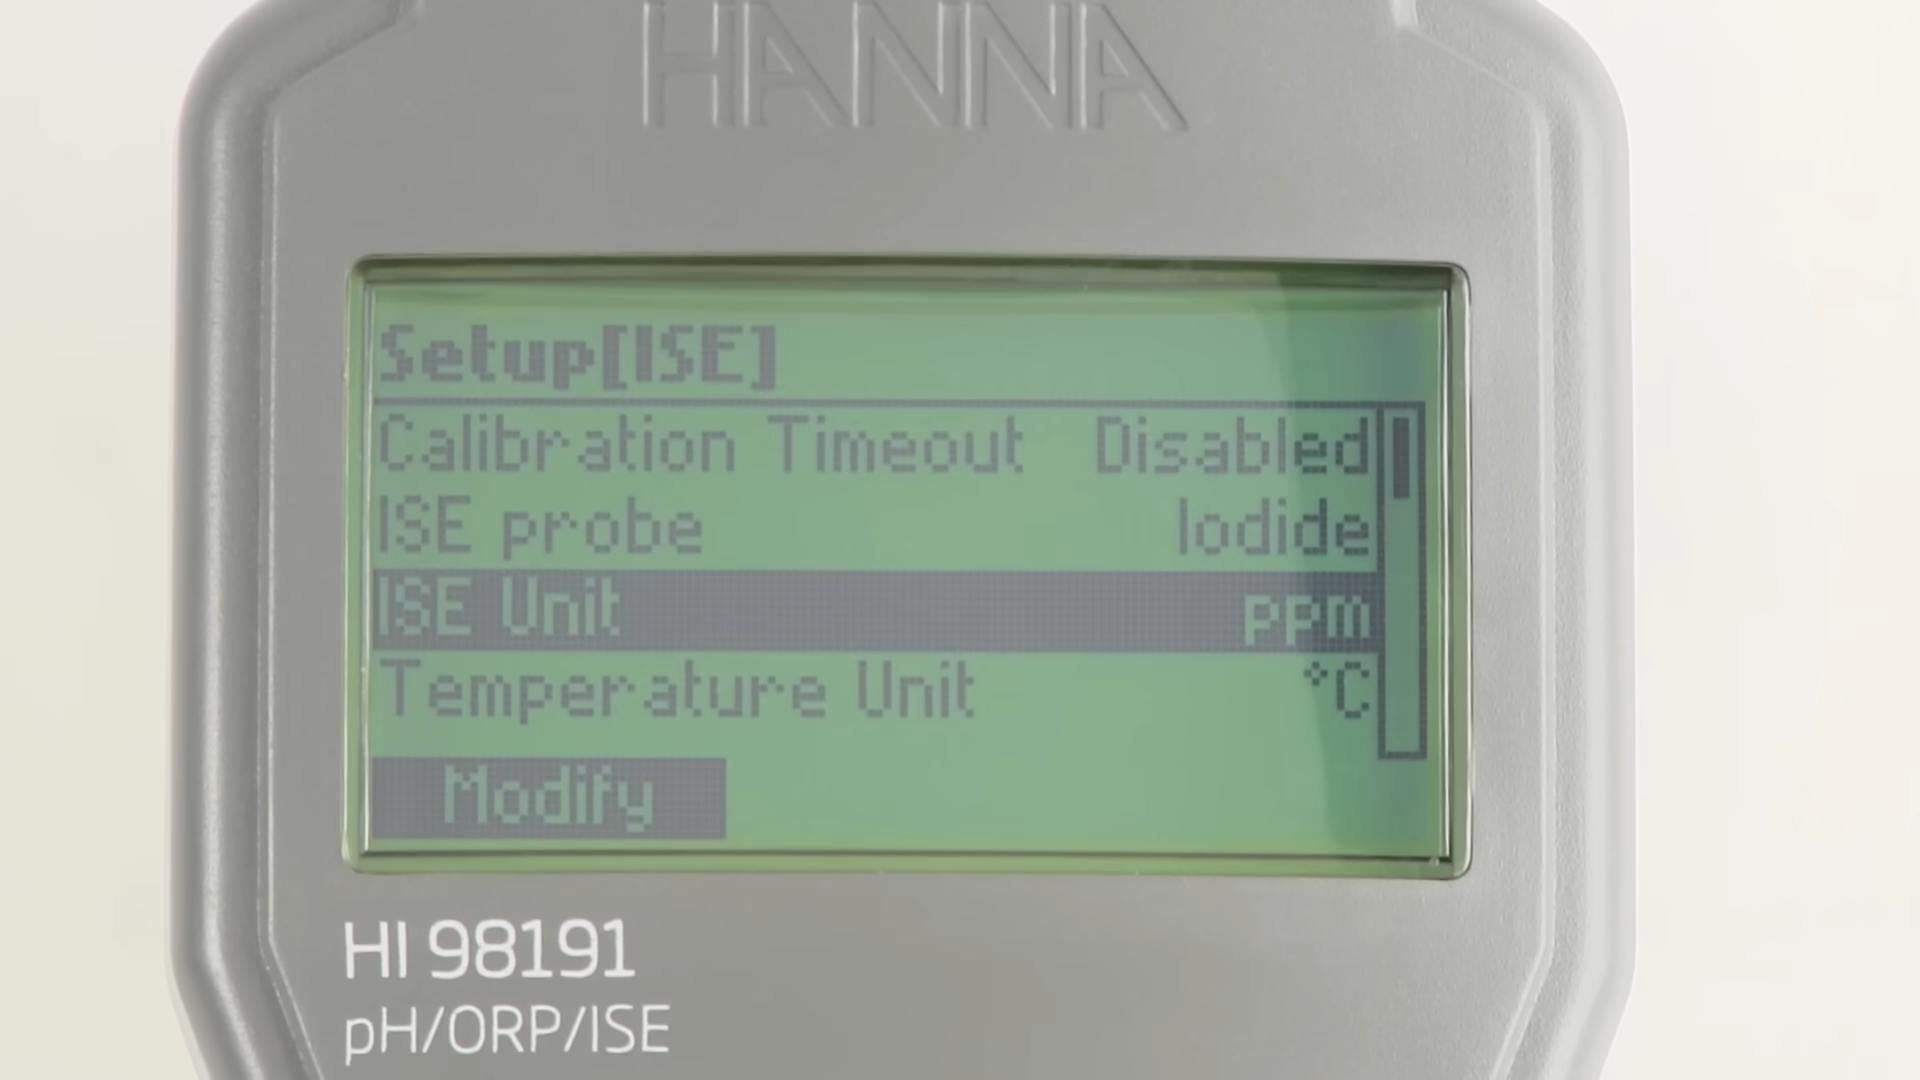 HANNA
Setup[ISE]
Calibration Timeout Disabled
ISE probe Iodide
ISE Unit ppm
Temperature Unit °C
Modify
HI 98191
pH/ORP/ISE